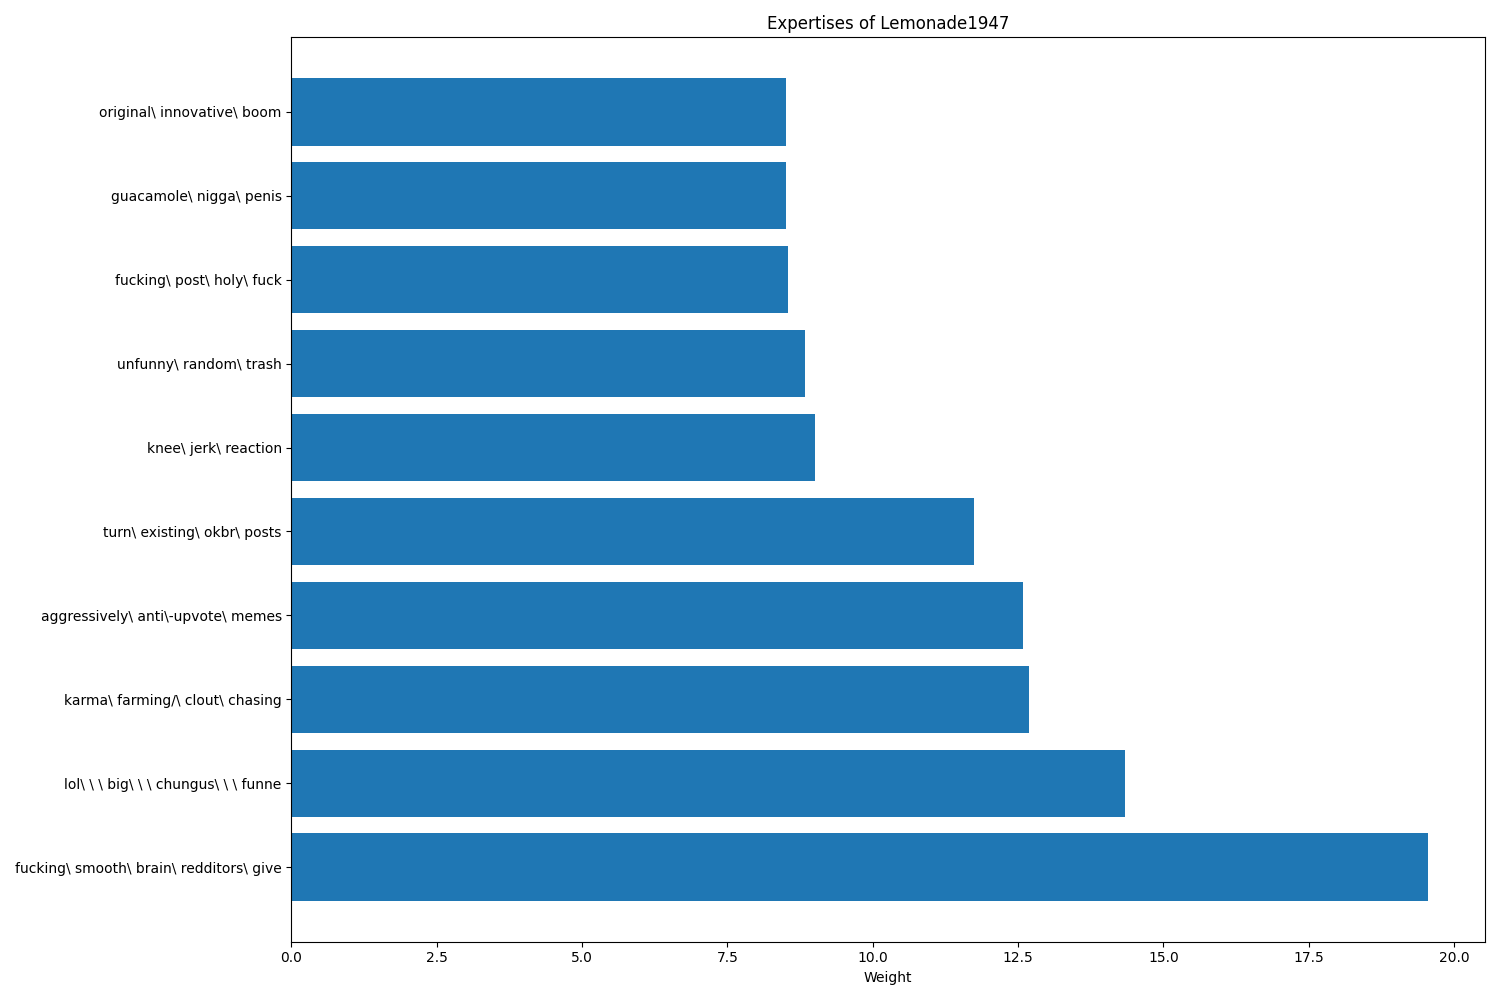 Expertises of Lemonade1947
original\ innovative\ boom
guacamole\ nigga\ penis
fucking\ post\ holy\ fuck
unfunny\ random\ trash
knee\ jerk\ reaction
turn\ existing\ okbr\ posts
aggressively\ anti\-upvote\ memes
karma\ farming/\ clout\ chasing
lol\ \ \ big\ \ \ chungus\ \ \ funne
fucking\ smooth\ brain\ redditors\ give
0.0 2.5 5.0 7.5 10.0 12.5 15.0 17.5 20.0
Weight